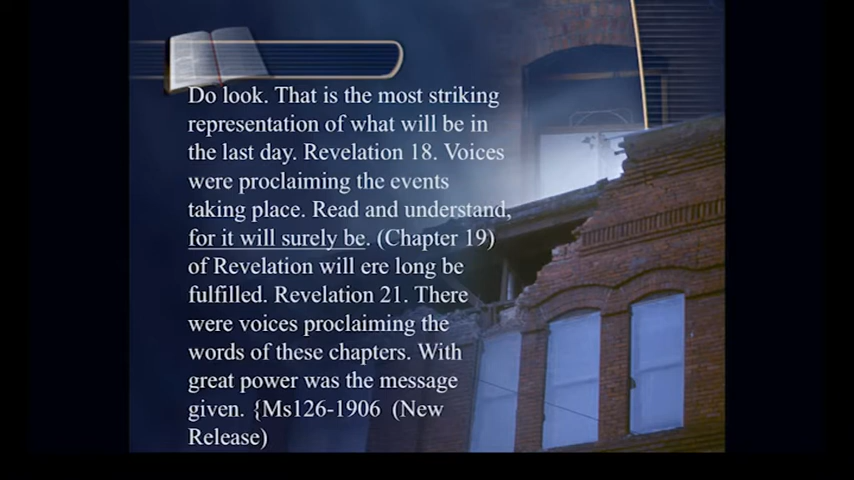 Do look. That is the most striking
representation of what will be in
the last day. Revelation 18. Voices
were proclaiming the events
taking place. Read and understand,
for it will surely be. (Chapter 19)
of Revelation will ere long be
fulfilled. Revelation 21. There
were voices proclaiming the
words of these chapters. With
great power was the message
given. {Ms126-1906  (New
Release)